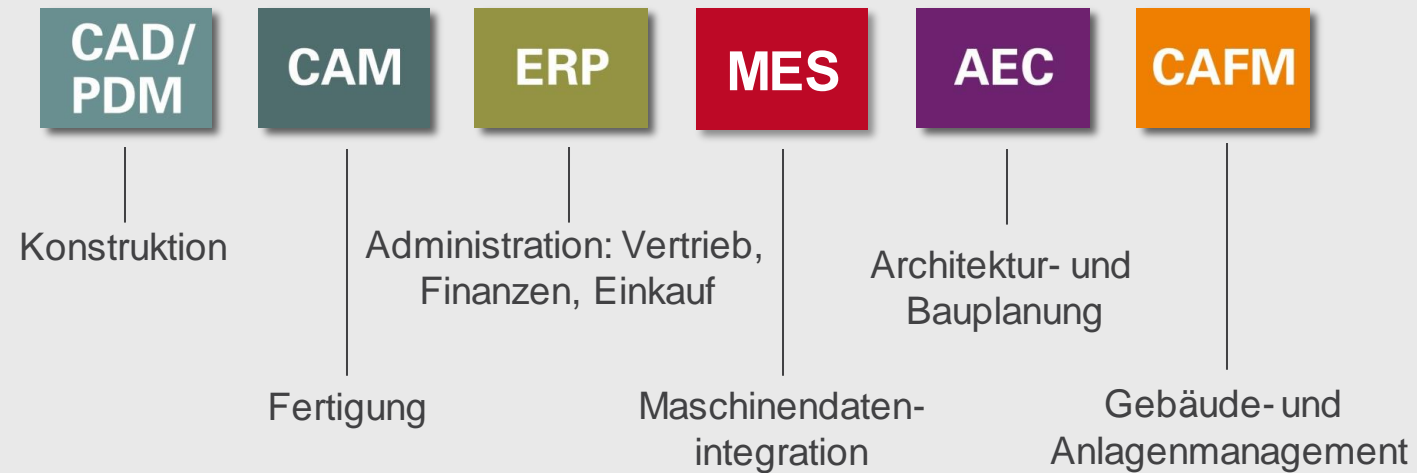 CAD/
PDM
CAM
ERP
MES
AEC
CAFM
Konstruktion
Administration: Vertrieb,
Finanzen, Einkauf
Architektur- und
Bauplanung
Fertigung
Maschinendaten-
integration
Gebäude- und
Anlagenmanagement